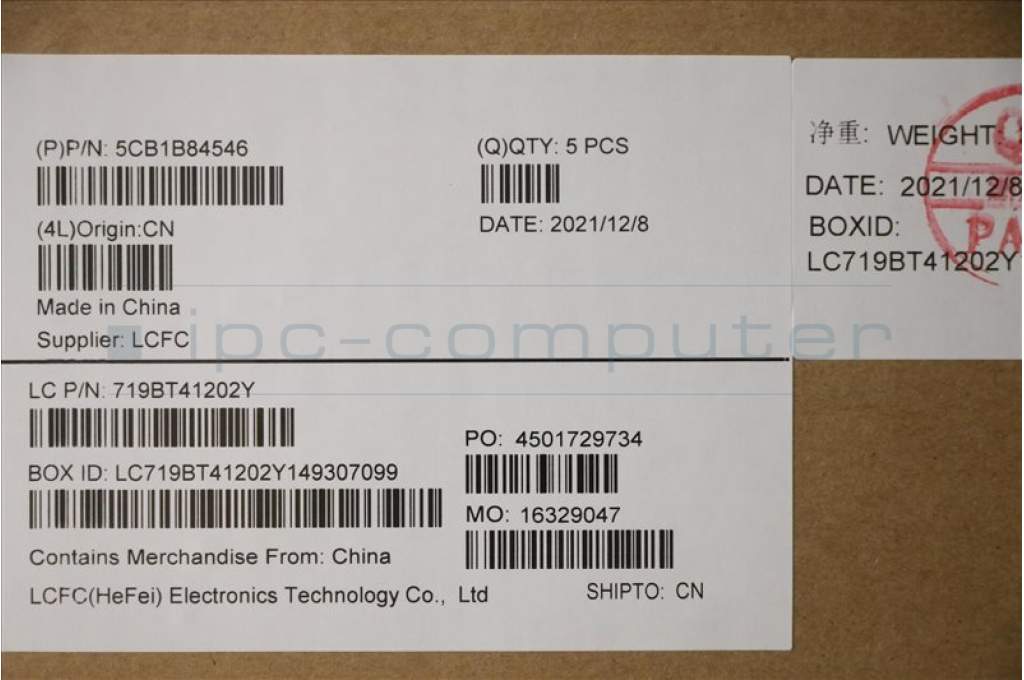 (P)P/N: 5CB1B84546
(Q)QTY: 5 PCS
(4L)Origin:CN
DATE: 2021/12/8
Made in China
Supplier: LCFC
LC P/N: 719BT41202Y
PO: 4501729734
BOX ID: LC719BT41202Y149307099
MO: 16329047
Contains Merchandise From: China
LCFC(HeFei) Electronics Technology Co., Ltd
SHIPTO: CN
净重: WEIGHT:
DATE: 2021/12/8
BOXID:
LC719BT41202Y
ipc-computer